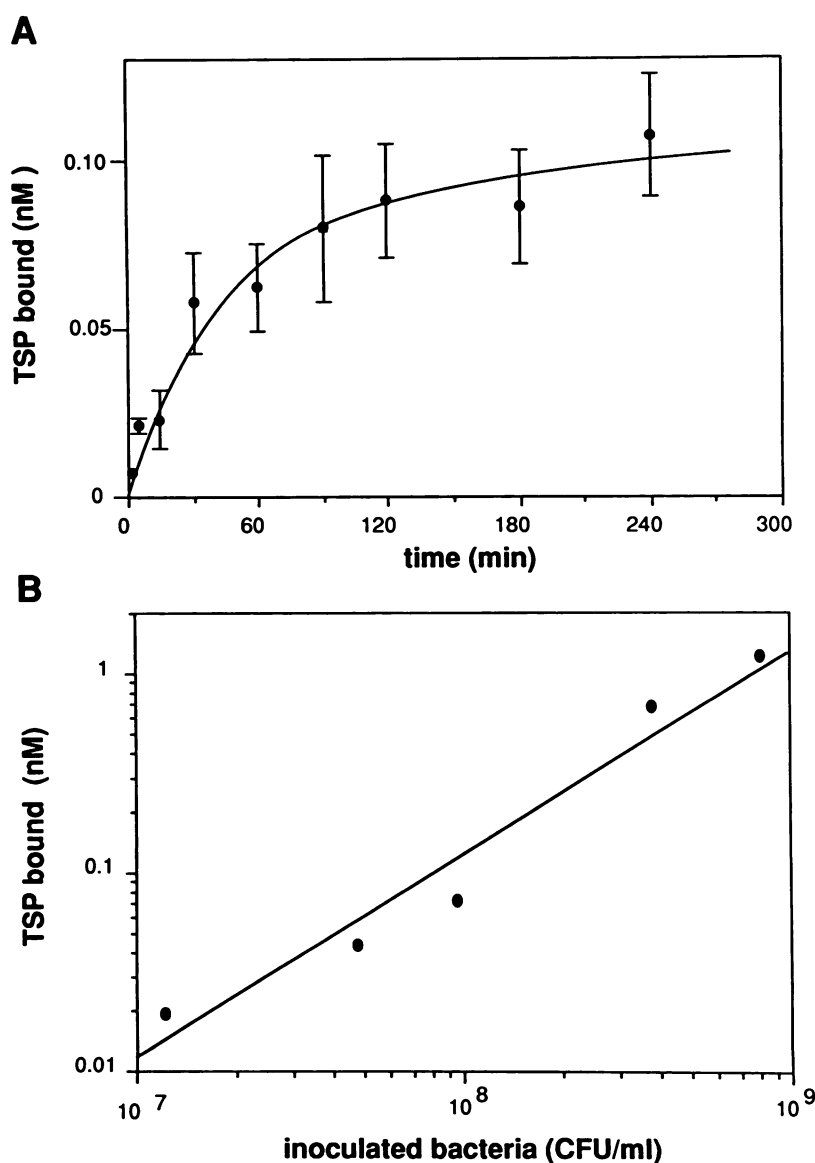 A
TSP bound (nM )
0.10
0.05
0
0 60 120 180 240 300
time (min)
B
TSP bound (nM)
1
0.1
0.01
10 7 10 8 10 9
inoculated bacteria (CFU/ml)